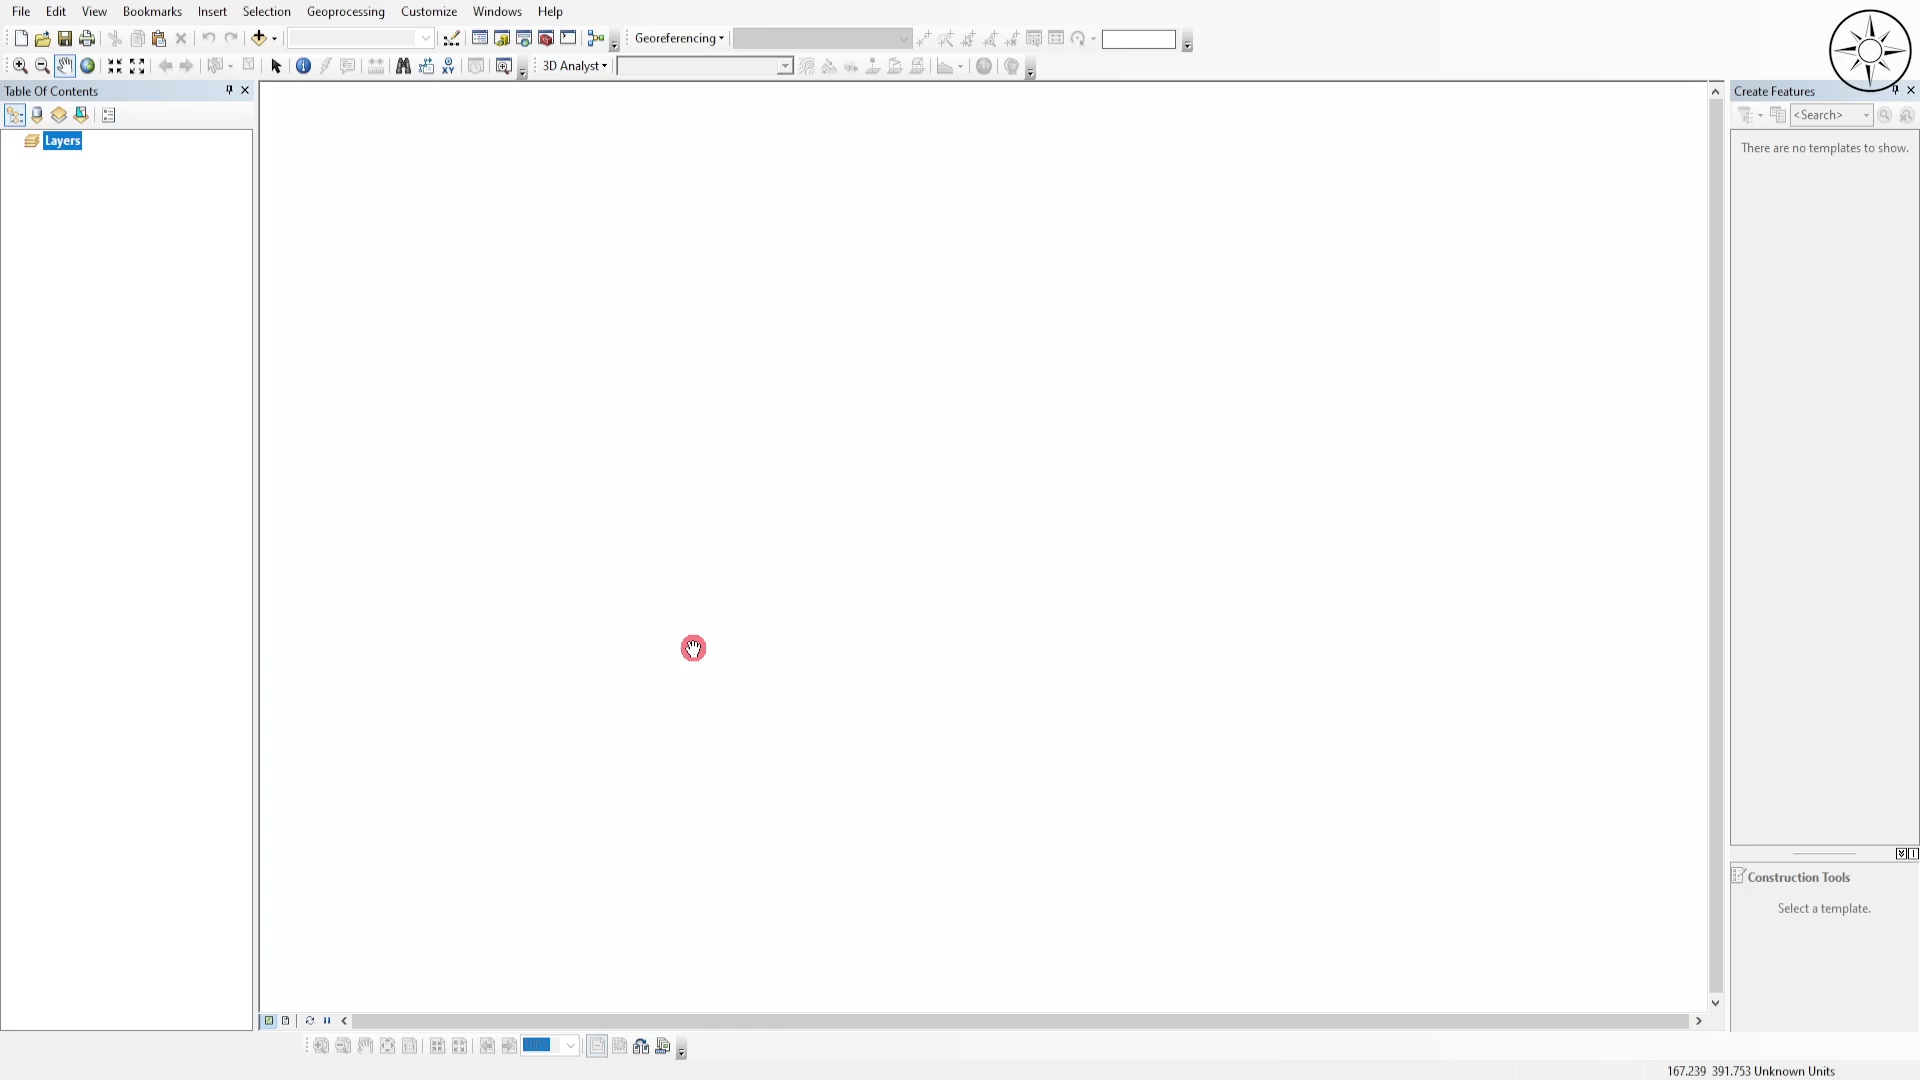 File Edit View Bookmarks Insert Selection Geoprocessing Customize Windows Help
Georeferencing
3D Analyst
Table Of Contents
Layers
Create Features
<Search>
There are no templates to show.
Construction Tools
Select a template.
167.239 391.753 Unknown Units